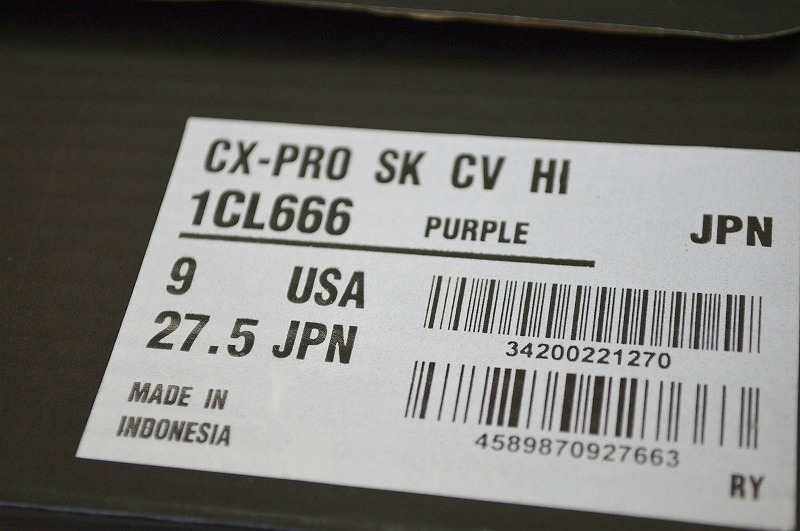 CX-PRO SK CV HI
1CL666 PURPLE JPN
9 USA
27.5 JPN
34200221270
MADE IN
INDONESIA
4589870927663
RY